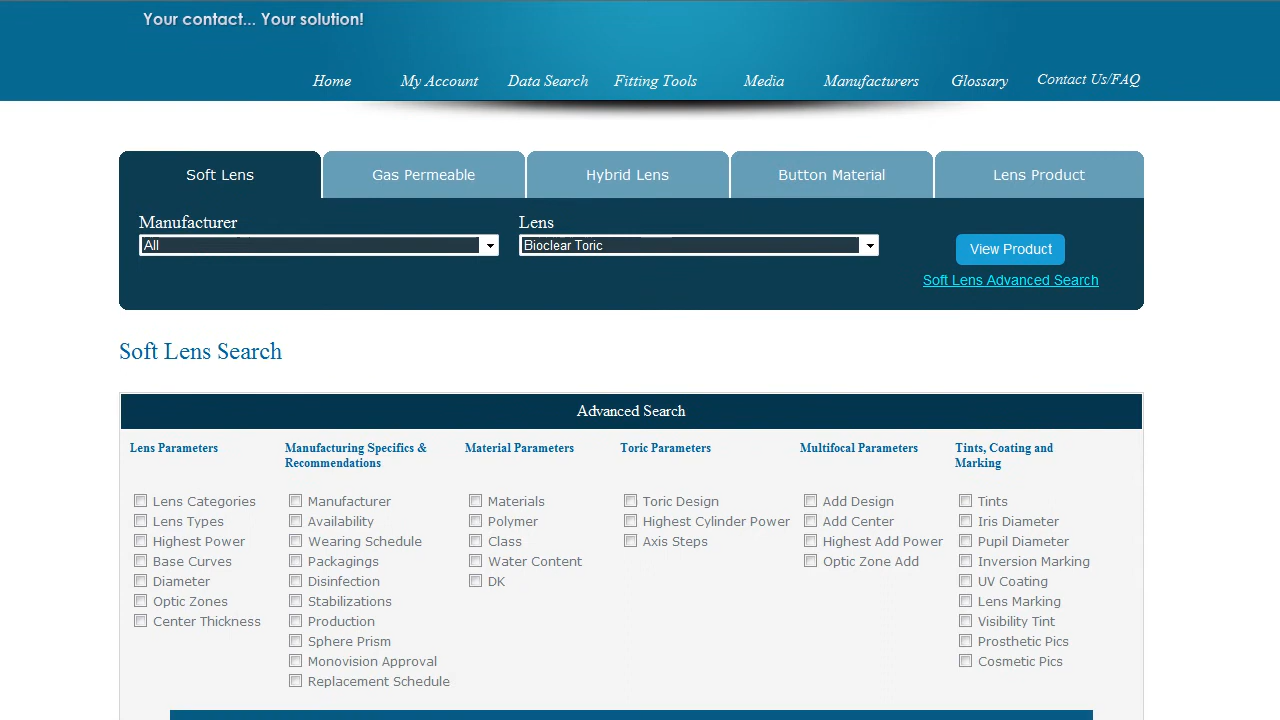 Your contact... Your solution!
Home My Account Data Search Fitting Tools Media Manufacturers Glossary Contact Us/FAQ
Soft Lens Gas Permeable Hybrid Lens Button Material Lens Product
Manufacturer Lens
All Bioclear Toric
View Product
Soft Lens Advanced Search
Soft Lens Search
Advanced Search
Lens Parameters
Lens Categories
Lens Types
Highest Power
Base Curves
Diameter
Optic Zones
Center Thickness
Manufacturing Specifics &
Recommendations
Manufacturer
Availability
Wearing Schedule
Packagings
Disinfection
Stabilizations
Production
Sphere Prism
Monovision Approval
Replacement Schedule
Material Parameters
Materials
Polymer
Class
Water Content
DK
Toric Parameters
Toric Design
Highest Cylinder Power
Axis Steps
Multifocal Parameters
Add Design
Add Center
Highest Add Power
Optic Zone Add
Tints, Coating and
Marking
Tints
Iris Diameter
Pupil Diameter
Inversion Marking
UV Coating
Lens Marking
Visibility Tint
Prosthetic Pics
Cosmetic Pics